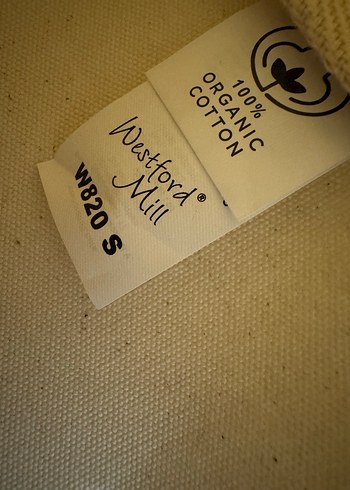 100%
ORGANIC
COTTON
Westford
Mill®
W820 S